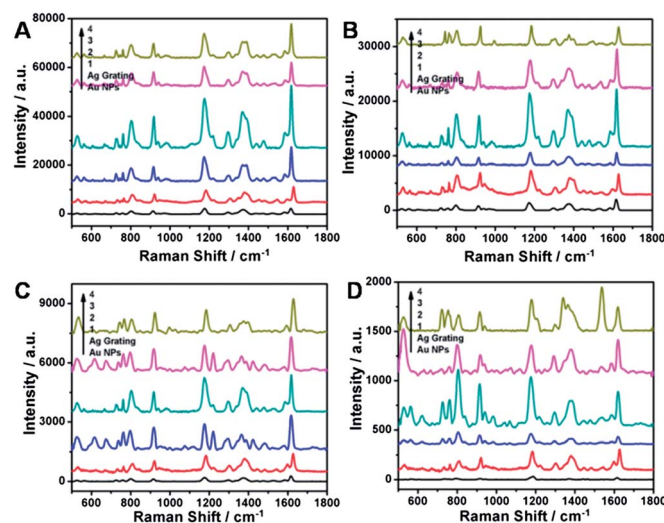 A
4
3
2
1
Ag Grating
Au NPs
80000
60000
40000
20000
0
Intensity / a.u.
600 800 1000 1200 1400 1600 1800
Raman Shift / cm-1
B
4
3
2
1
Ag Grating
Au NPs
30000
20000
10000
0
Intensity / a.u.
600 800 1000 1200 1400 1600 1800
Raman Shift / cm-1
C
4
3
2
1
Ag Grating
Au NPs
9000
6000
3000
0
Intensity / a.u.
600 800 1000 1200 1400 1600 1800
Raman Shift / cm-1
D
4
3
2
1
Ag Grating
Au NPs
2000
1500
1000
500
0
Intensity / a.u.
600 800 1000 1200 1400 1600 1800
Raman Shift / cm-1